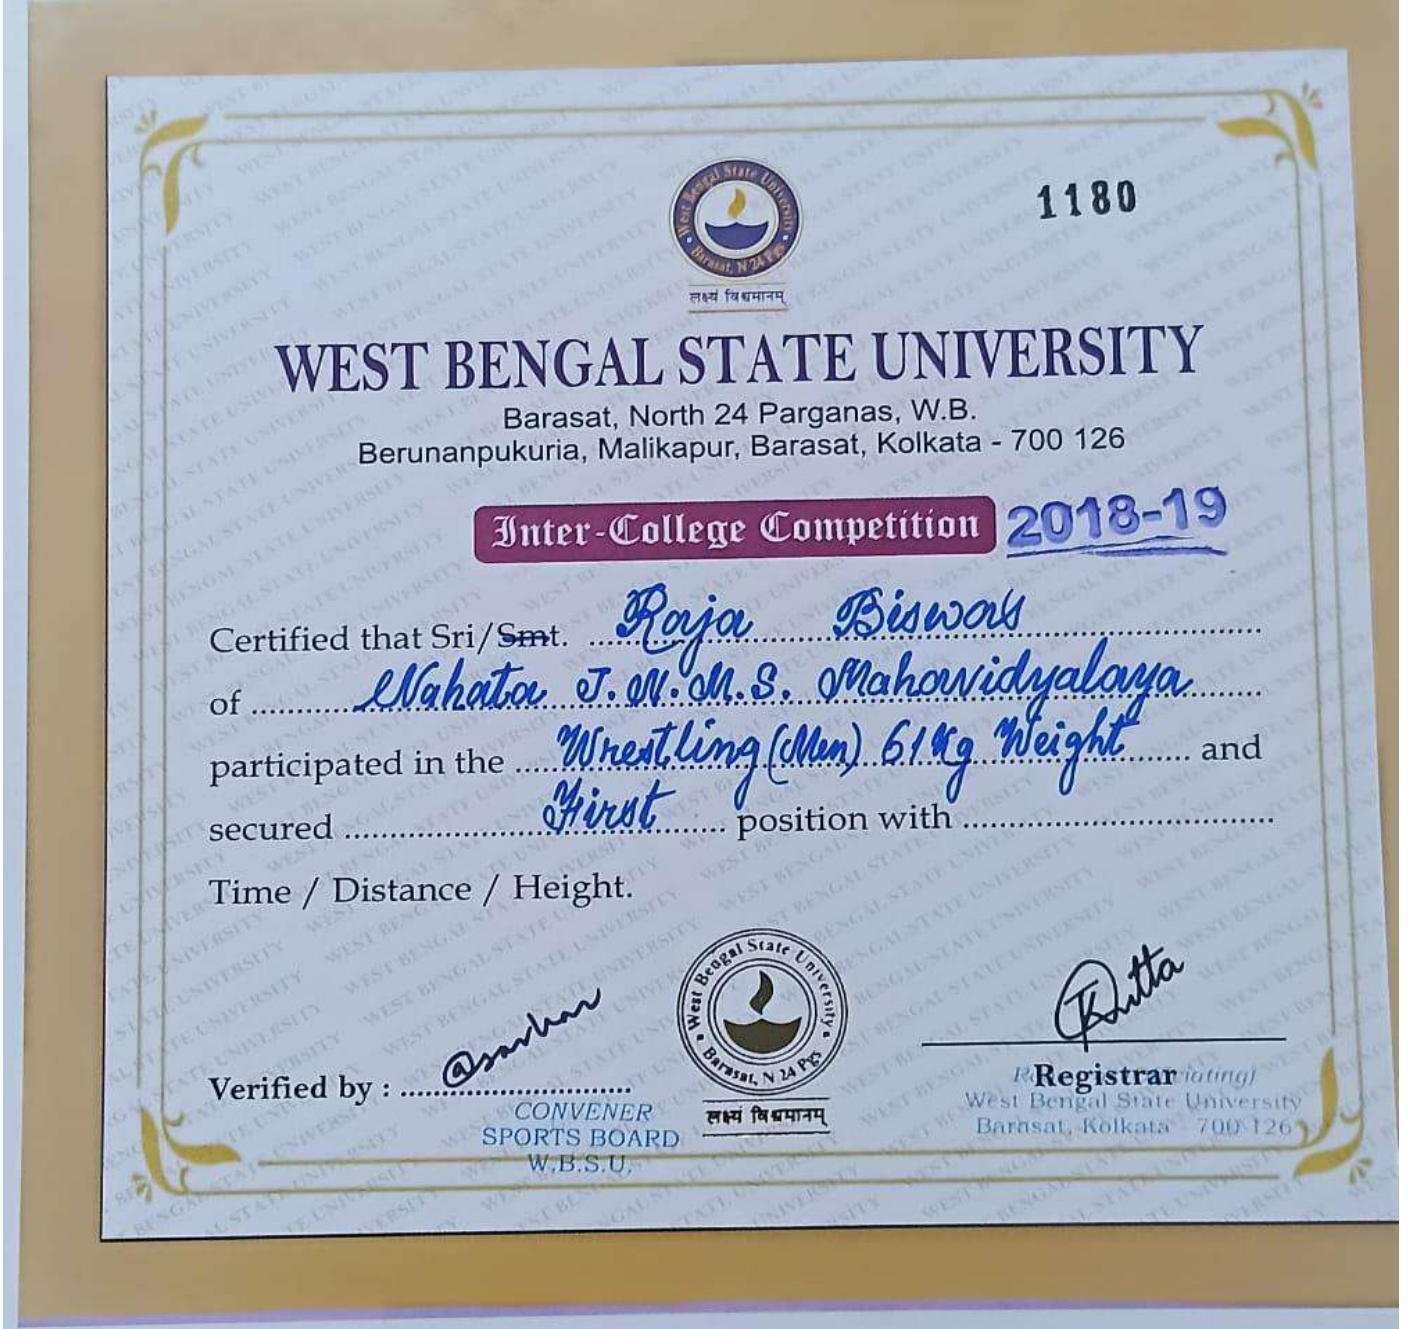 West Bengal State University
Barasat, N 24 Pgs
1180
लक्ष्यं विश्वमानम्
WEST BENGAL STATE UNIVERSITY
Barasat, North 24 Parganas, W.B.
Berunanpukuria, Malikapur, Barasat, Kolkata - 700 126
Inter-College Competition 2018-19
Certified that Sri/Smt. Raja Biswas
of Nahata J.N.M.S. Mahavidyalaya
participated in the Wrestling (Men) 61 Kg Weight and
secured First position with
Time / Distance / Height.
West Bengal State University
Barasat, N 24 Pgs
लक्ष्यं विश्वमानम्
Verified by :
CONVENER
SPORTS BOARD
W.B.S.U.
Registrar
West Bengal State University
Barasat, Kolkata 700 126